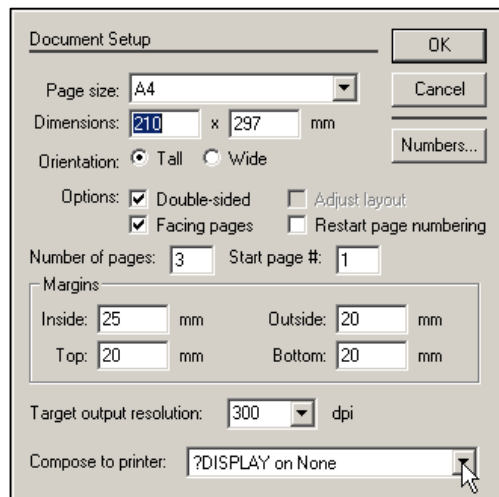 Document Setup
OK
Page size: A4
Cancel
Dimensions: 210 x 297 mm
Numbers...
Orientation: Tall Wide
Options: Double-sided Adjust layout
Facing pages Restart page numbering
Number of pages: 3 Start page #: 1
Margins
Inside: 25 mm Outside: 20 mm
Top: 20 mm Bottom: 20 mm
Target output resolution: 300 dpi
Compose to printer: ?DISPLAY on None